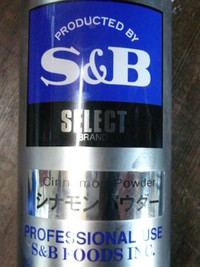 PRODUCED BY
S&B
SELECT
BRAND
Cinnamon Powder
シナモンパウダー
PROFESSIONAL USE
S&B FOODS INC.